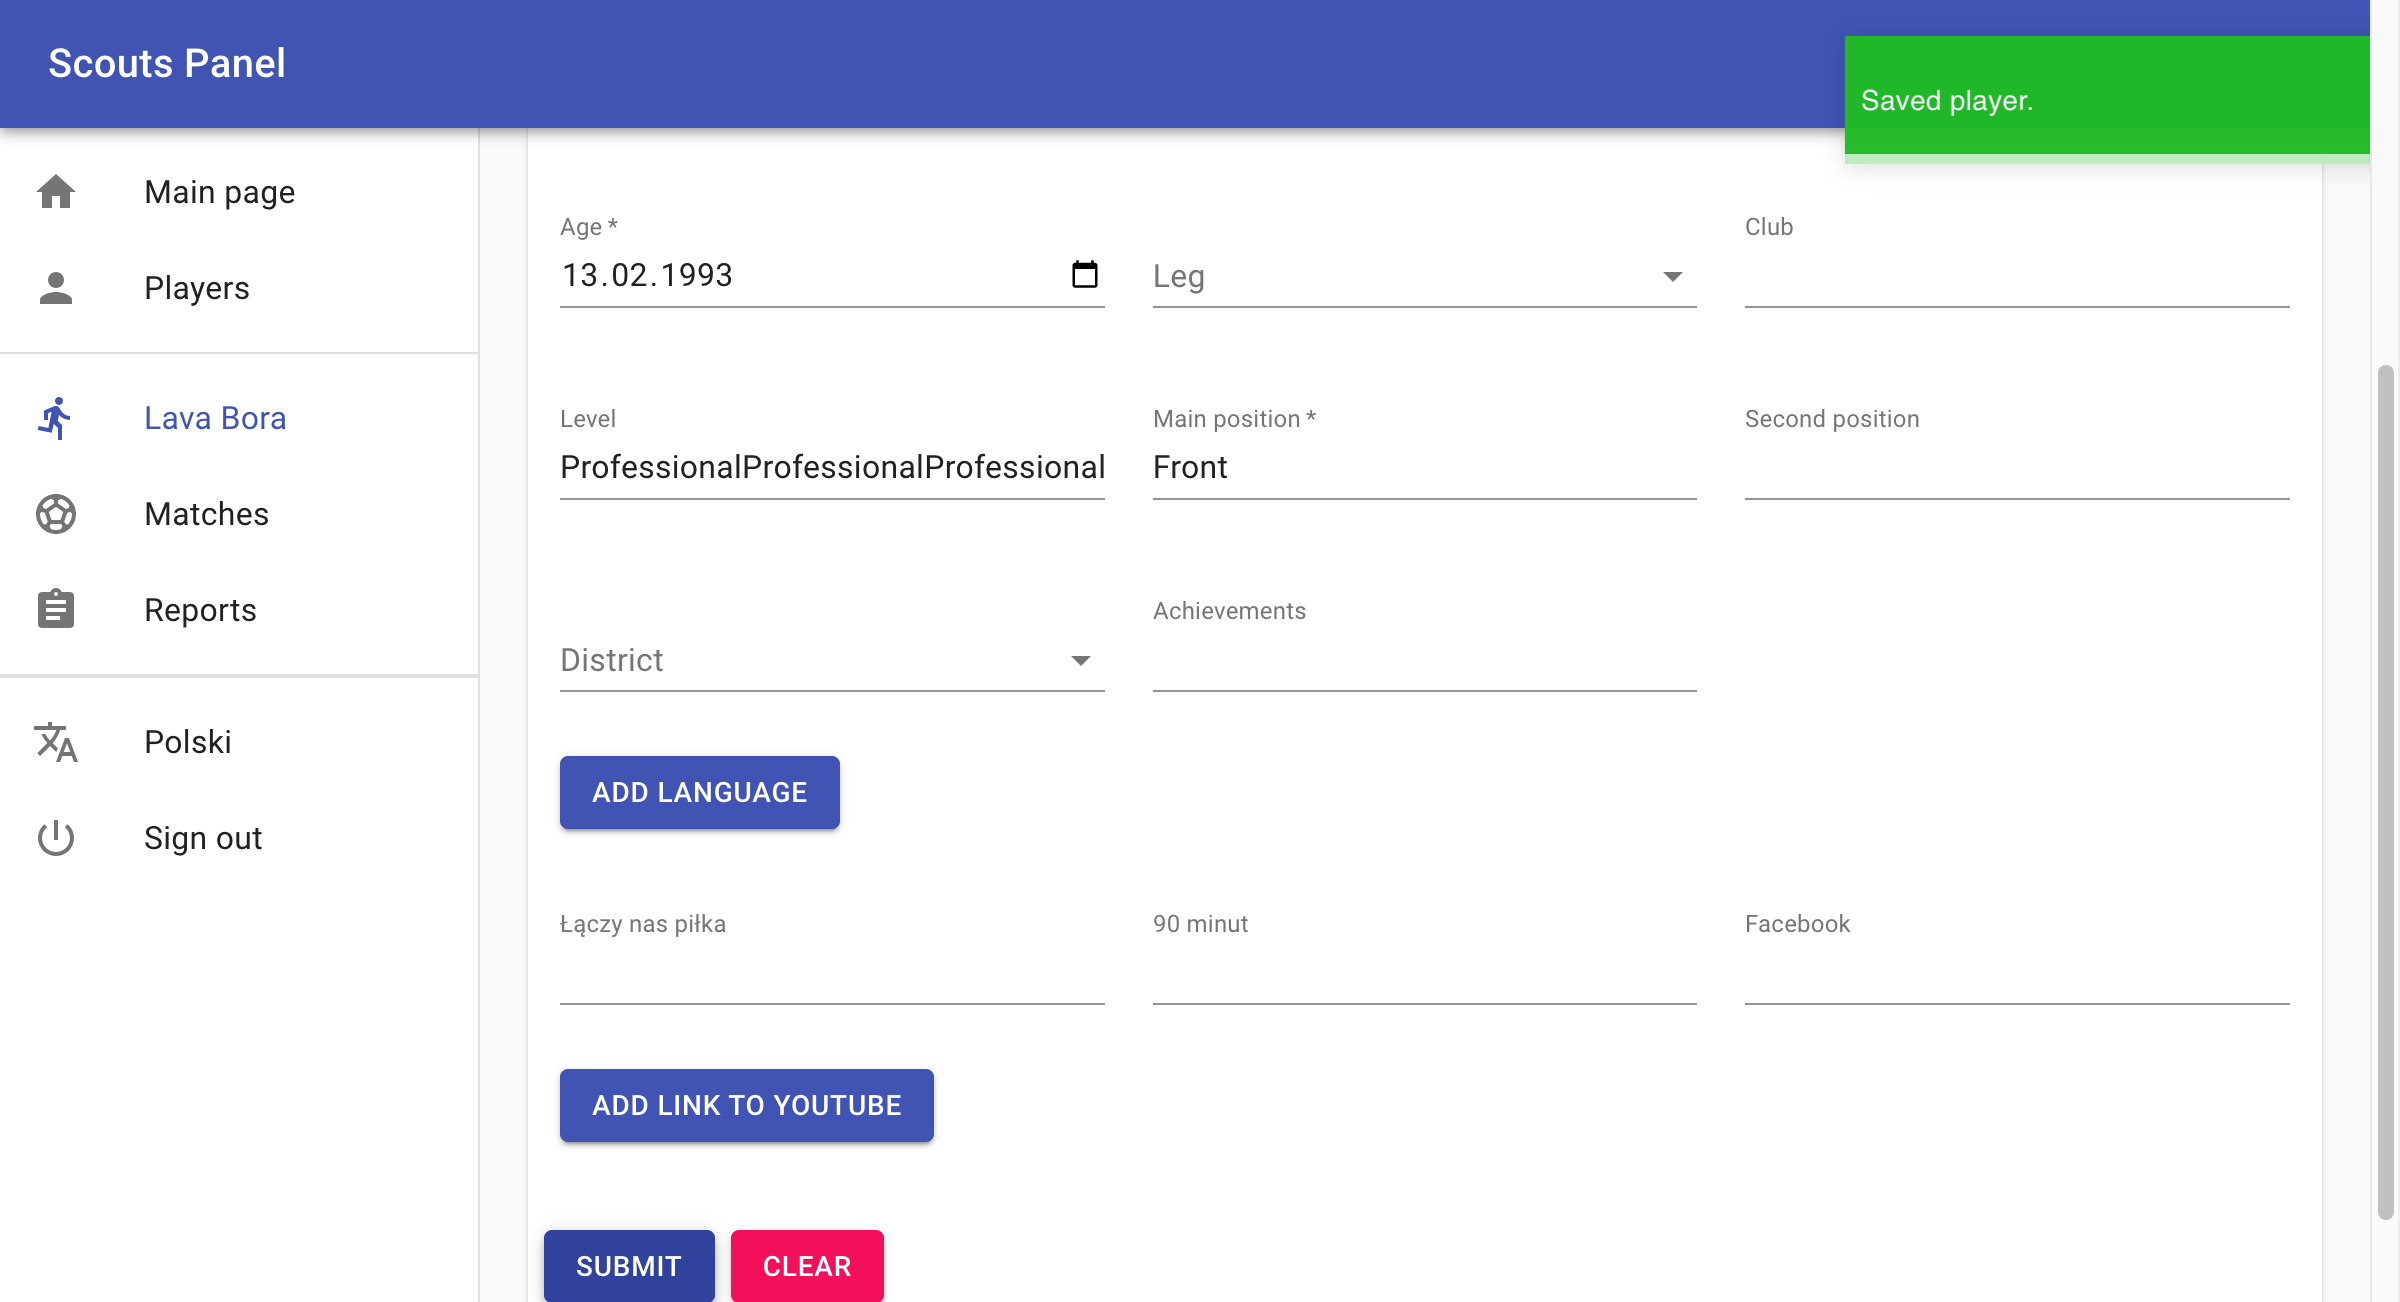 Scouts Panel
Saved player.
Main page
Players
Lava Bora
Matches
Reports
Polski
Sign out
Age *
13.02.1993
Leg
Club
Level
ProfessionalProfessionalProfessional
Main position *
Front
Second position
District
Achievements
ADD LANGUAGE
Łączy nas piłka
90 minut
Facebook
ADD LINK TO YOUTUBE
SUBMIT
CLEAR